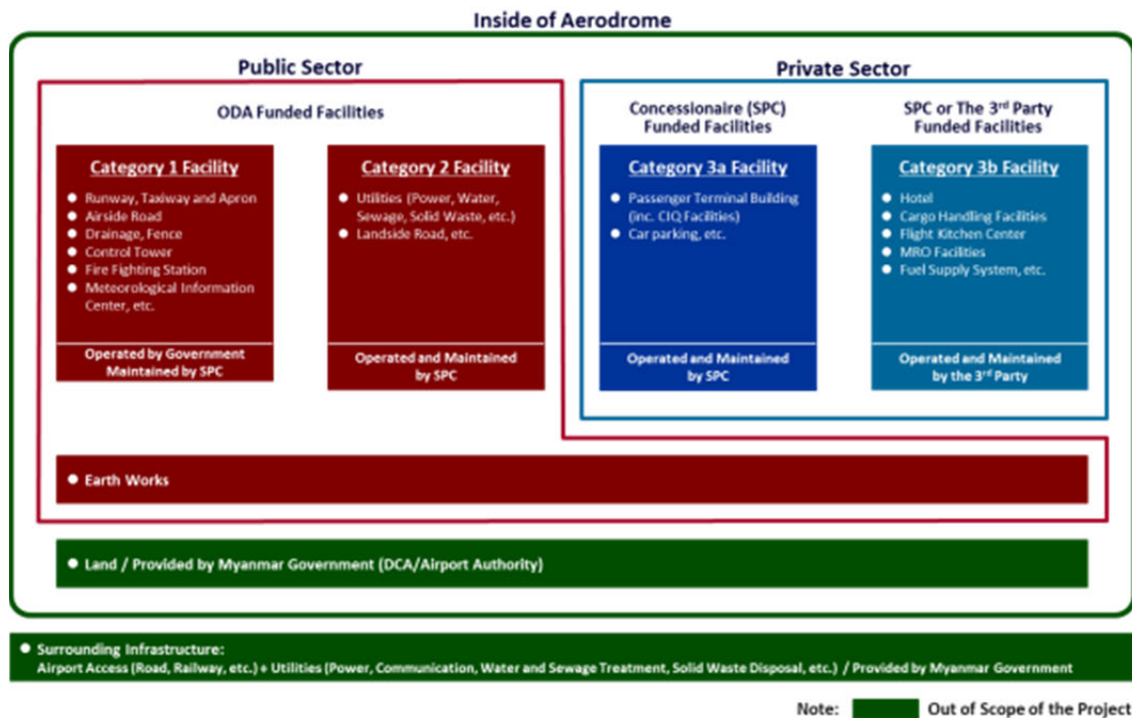 Inside of Aerodrome
Public Sector
Private Sector
ODA Funded Facilities
Concessionaire (SPC)
Funded Facilities
SPC or The 3rd Party
Funded Facilities
Category 1 Facility
● Runway, Taxiway and Apron
● Airside Road
● Drainage, Fence
● Control Tower
● Fire Fighting Station
● Meteorological Information
Center, etc.
Operated by Government
Maintained by SPC
Category 2 Facility
● Utilities (Power, Water,
Sewage, Solid Waste, etc.)
● Landside Road, etc.
Operated and Maintained
by SPC
Category 3a Facility
● Passenger Terminal Building
(inc. CIQ Facilities)
● Car parking, etc.
Operated and Maintained
by SPC
Category 3b Facility
● Hotel
● Cargo Handling Facilities
● Flight Kitchen Center
● MRO Facilities
● Fuel Supply System, etc.
Operated and Maintained
by the 3rd Party
● Earth Works
● Land / Provided by Myanmar Government (DCA/Airport Authority)
● Surrounding Infrastructure:
Airport Access (Road, Railway, etc.) + Utilities (Power, Communication, Water and Sewage Treatment, Solid Waste Disposal, etc.) / Provided by Myanmar Government
Note: Out of Scope of the Project